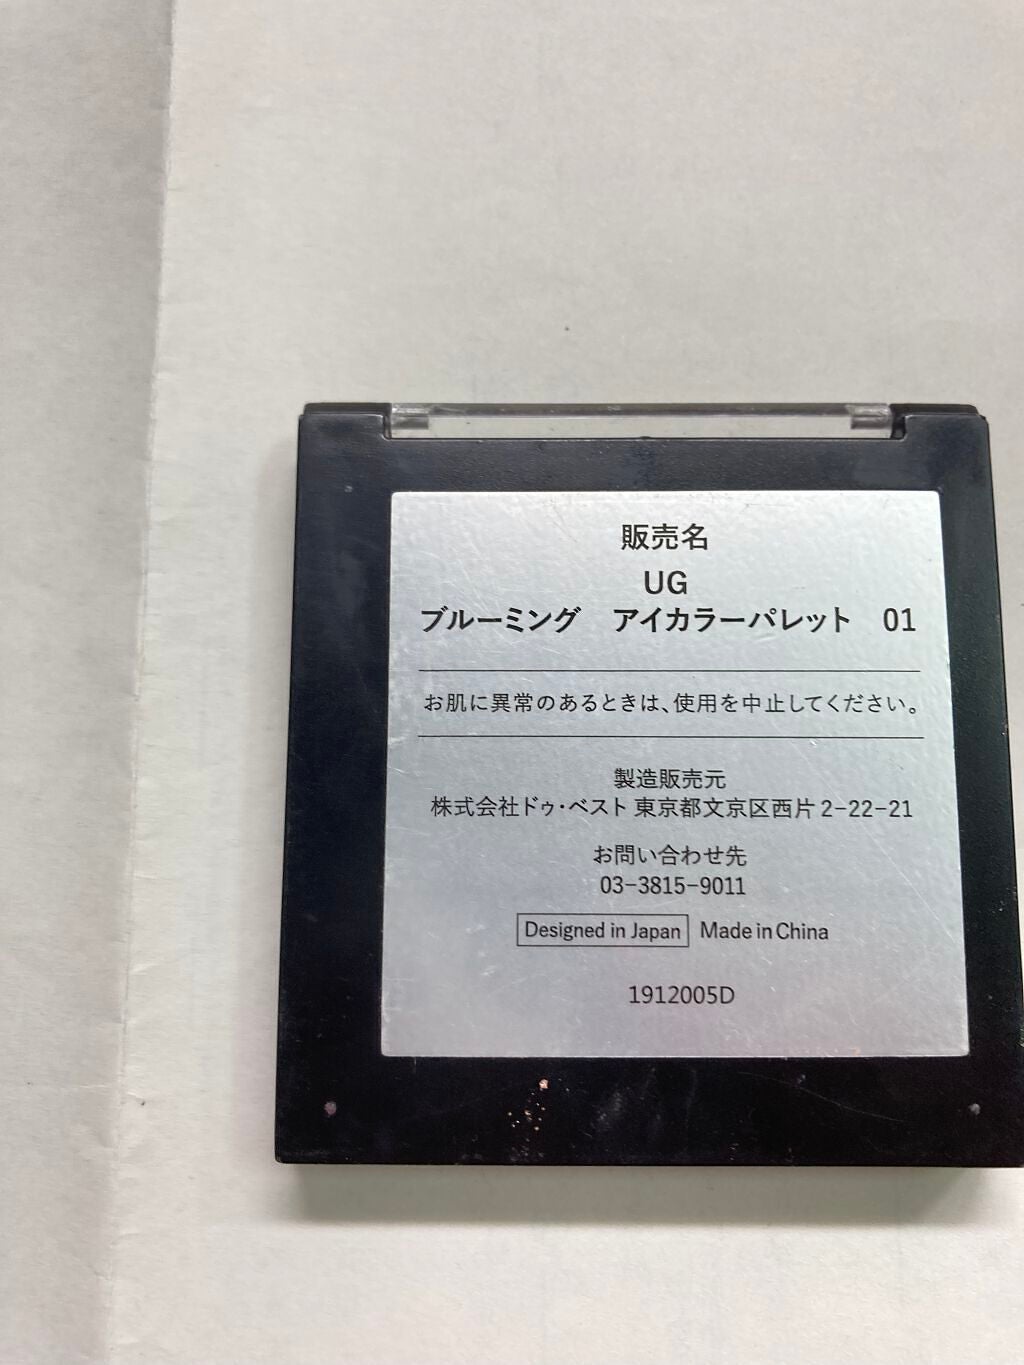 販売名
UG
ブルーミング　アイカラーパレット　01
お肌に異常のあるときは、使用を中止してください。
製造販売元
株式会社ドゥ・ベスト 東京都文京区西片2-22-21
お問い合わせ先
03-3815-9011
Designed in Japan Made in China
1912005D